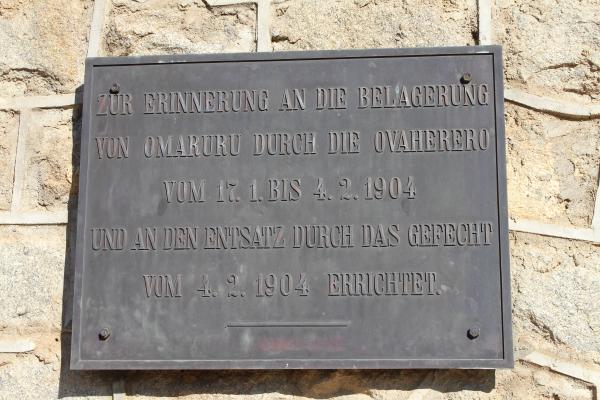 ZUR ERINNERUNG AN DIE BELAGERUNG
VON OMARURU DURCH DIE OVAHERERO
VOM 17. 1. BIS 4. 2. 1904
UND AN DEN ENTSATZ DURCH DAS GEFECHT
VOM 4. 2. 1904 ERRICHTET.